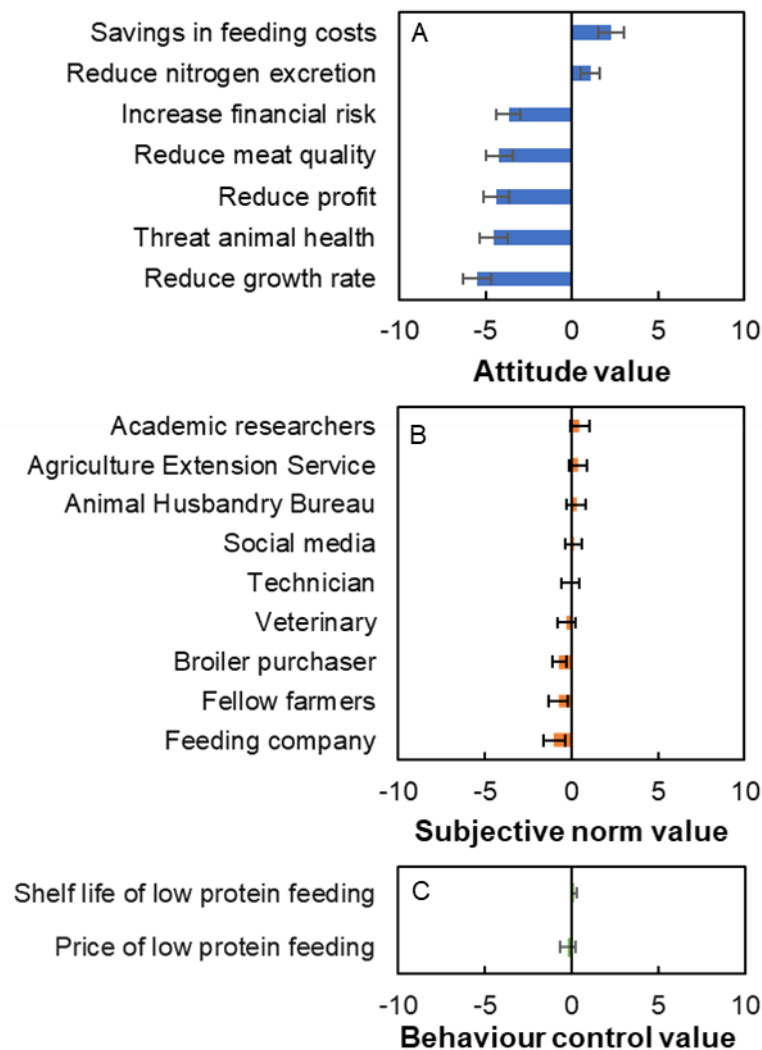 A
Savings in feeding costs
Reduce nitrogen excretion
Increase financial risk
Reduce meat quality
Reduce profit
Threat animal health
Reduce growth rate
-10 -5 0 5 10
Attitude value
B
Academic researchers
Agriculture Extension Service
Animal Husbandry Bureau
Social media
Technician
Veterinary
Broiler purchaser
Fellow farmers
Feeding company
-10 -5 0 5 10
Subjective norm value
C
Shelf life of low protein feeding
Price of low protein feeding
-10 -5 0 5 10
Behaviour control value